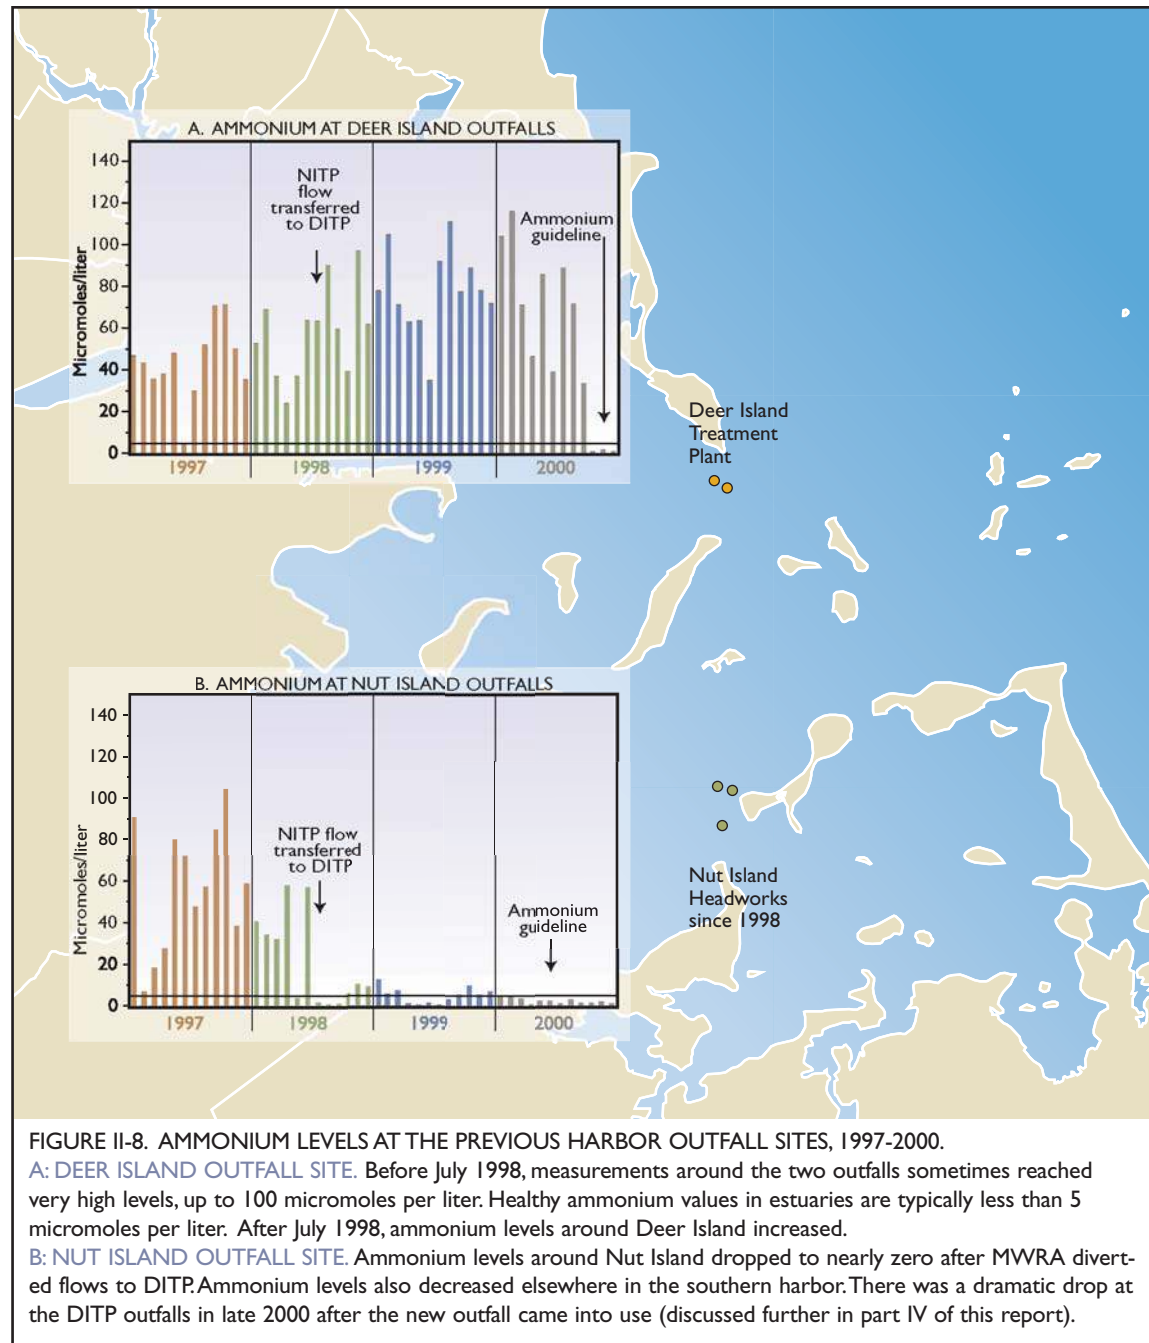 A. AMMONIUM AT DEER ISLAND OUTFALLS
Micromoles/liter
140
120
100
80
60
40
20
0
NITP
flow
transferred
to DITP
Ammonium
guideline
1997
1998
1999
2000
Deer Island
Treatment
Plant
B. AMMONIUM AT NUT ISLAND OUTFALLS
Micromoles/liter
140
120
100
80
60
40
20
0
NITP flow
transferred
to DITP
Ammonium
guideline
1997
1998
1999
2000
Nut Island
Headworks
since 1998
FIGURE II-8. AMMONIUM LEVELS AT THE PREVIOUS HARBOR OUTFALL SITES, 1997-2000.
A: DEER ISLAND OUTFALL SITE. Before July 1998, measurements around the two outfalls sometimes reached
very high levels, up to 100 micromoles per liter. Healthy ammonium values in estuaries are typically less than 5
micromoles per liter. After July 1998, ammonium levels around Deer Island increased.
B: NUT ISLAND OUTFALL SITE. Ammonium levels around Nut Island dropped to nearly zero after MWRA divert-
ed flows to DITP. Ammonium levels also decreased elsewhere in the southern harbor. There was a dramatic drop at
the DITP outfalls in late 2000 after the new outfall came into use (discussed further in part IV of this report).